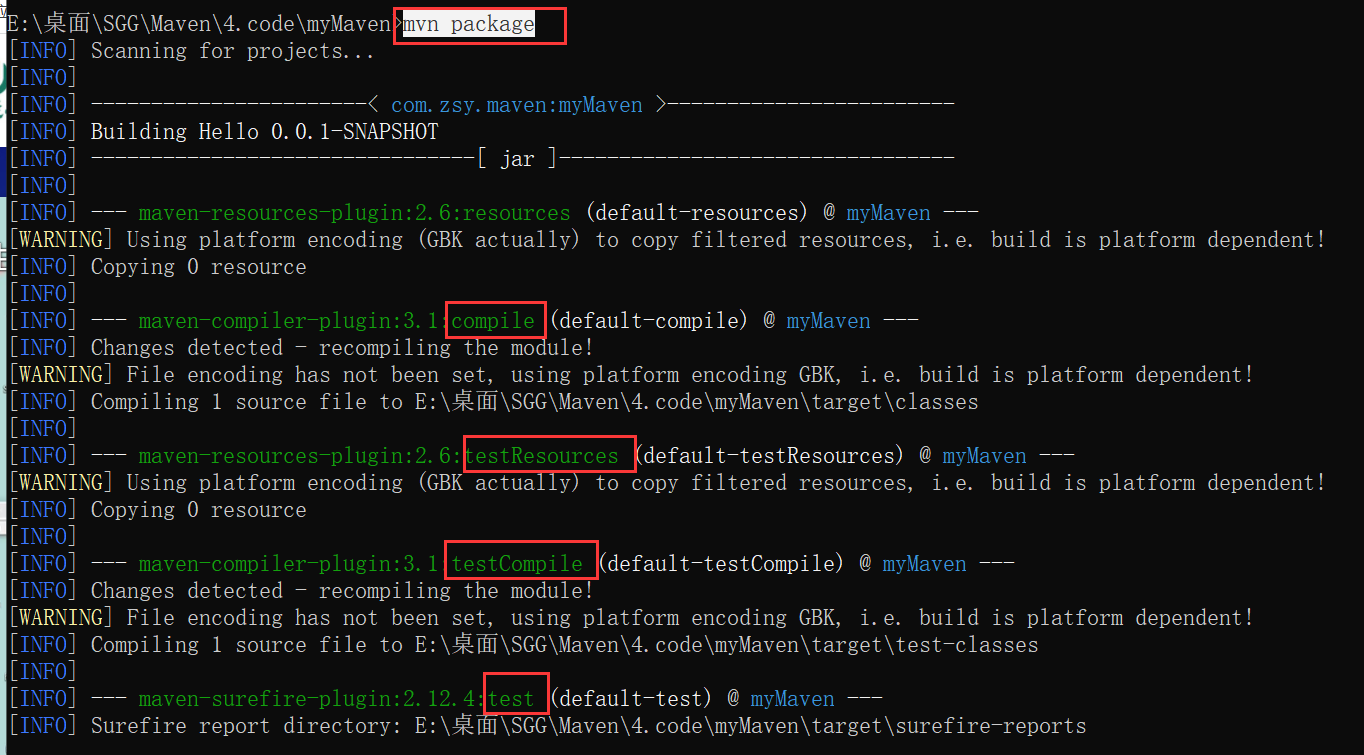 E:\桌面\SGG\Maven\4.code\myMaven>mvn package
[INFO] Scanning for projects...
[INFO]
[INFO] -----------------------< com.zsy.maven:myMaven >------------------------
[INFO] Building Hello 0.0.1-SNAPSHOT
[INFO] --------------------------------[ jar ]---------------------------------
[INFO]
[INFO] --- maven-resources-plugin:2.6:resources (default-resources) @ myMaven ---
[WARNING] Using platform encoding (GBK actually) to copy filtered resources, i.e. build is platform dependent!
[INFO] Copying 0 resource
[INFO]
[INFO] --- maven-compiler-plugin:3.1:compile (default-compile) @ myMaven ---
[INFO] Changes detected - recompiling the module!
[WARNING] File encoding has not been set, using platform encoding GBK, i.e. build is platform dependent!
[INFO] Compiling 1 source file to E:\桌面\SGG\Maven\4.code\myMaven\target\classes
[INFO]
[INFO] --- maven-resources-plugin:2.6:testResources (default-testResources) @ myMaven ---
[WARNING] Using platform encoding (GBK actually) to copy filtered resources, i.e. build is platform dependent!
[INFO] Copying 0 resource
[INFO]
[INFO] --- maven-compiler-plugin:3.1:testCompile (default-testCompile) @ myMaven ---
[INFO] Changes detected - recompiling the module!
[WARNING] File encoding has not been set, using platform encoding GBK, i.e. build is platform dependent!
[INFO] Compiling 1 source file to E:\桌面\SGG\Maven\4.code\myMaven\target\test-classes
[INFO]
[INFO] --- maven-surefire-plugin:2.12.4:test (default-test) @ myMaven ---
[INFO] Surefire report directory: E:\桌面\SGG\Maven\4.code\myMaven\target\surefire-reports